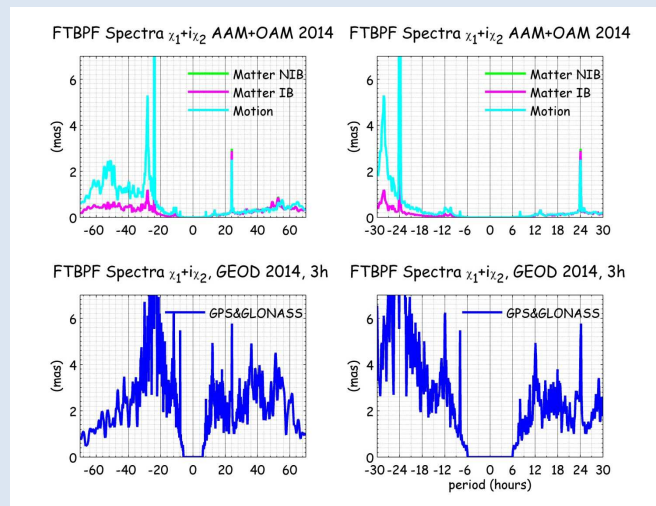 FTBPF Spectra χ1+iχ2 AAM+OAM 2014
6
4
2
0
(mas)
Matter NIB
Matter IB
Motion
-60 -40 -20 0 20 40 60
FTBPF Spectra χ1+iχ2 AAM+OAM 2014
6
4
2
0
(mas)
Matter NIB
Matter IB
Motion
-30 -24 -18 -12 -6 0 6 12 18 24 30
FTBPF Spectra χ1+iχ2, GEOD 2014, 3h
6
4
2
0
(mas)
GPS&GLONASS
-60 -40 -20 0 20 40 60
FTBPF Spectra χ1+iχ2, GEOD 2014, 3h
6
4
2
0
(mas)
GPS&GLONASS
-30 -24 -18 -12 -6 0 6 12 18 24 30
period (hours)